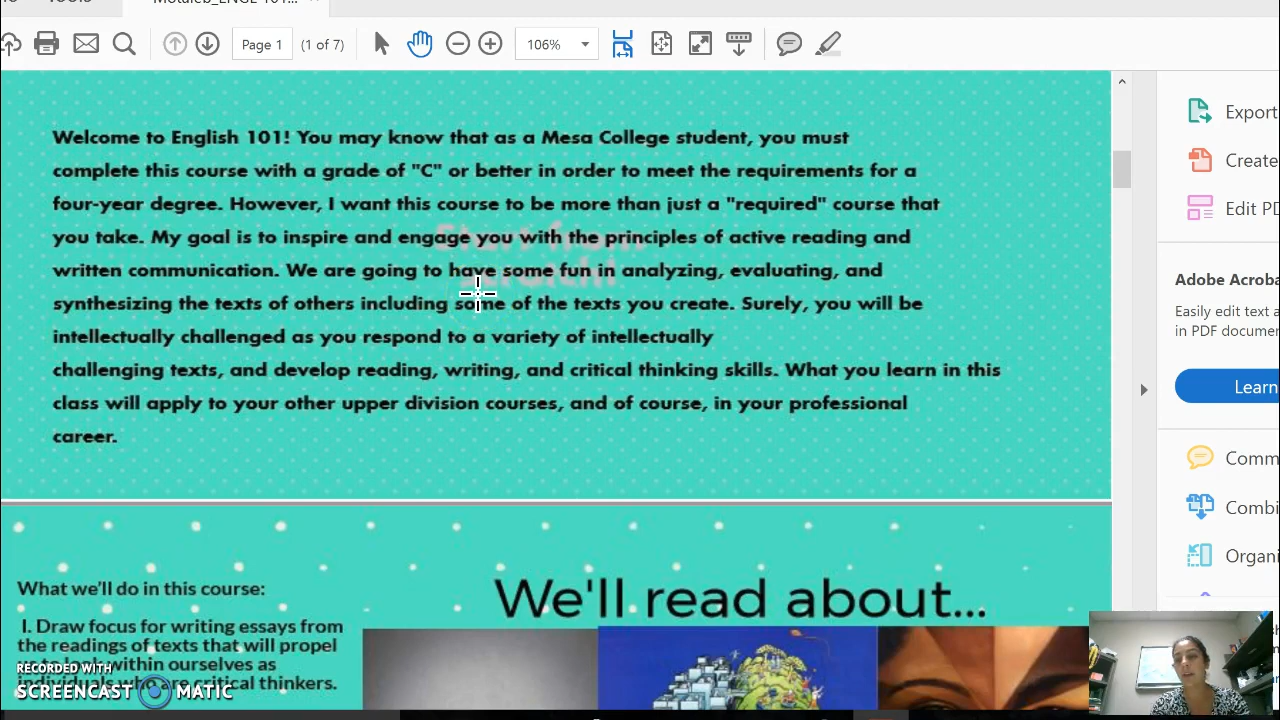 Page 1
(1 of 7)
106%
Export
Create
Edit PD
Adobe Acroba
Easily edit text a
in PDF documen
Learn
Comm
Combi
Organi
Welcome to English 101! You may know that as a Mesa College student, you must
complete this course with a grade of "C" or better in order to meet the requirements for a
four-year degree. However, I want this course to be more than just a "required" course that
you take. My goal is to inspire and engage you with the principles of active reading and
written communication. We are going to have some fun in analyzing, evaluating, and
synthesizing the texts of others including some of the texts you create. Surely, you will be
intellectually challenged as you respond to a variety of intellectually
challenging texts, and develop reading, writing, and critical thinking skills. What you learn in this
class will apply to your other upper division courses, and of course, in your professional
career.
What we'll do in this course:
I. Draw focus for writing essays from
the readings of texts that will propel
within ourselves as
individuals who are critical thinkers.
We'll read about...
RECORDED WITH
SCREENCAST MATIC